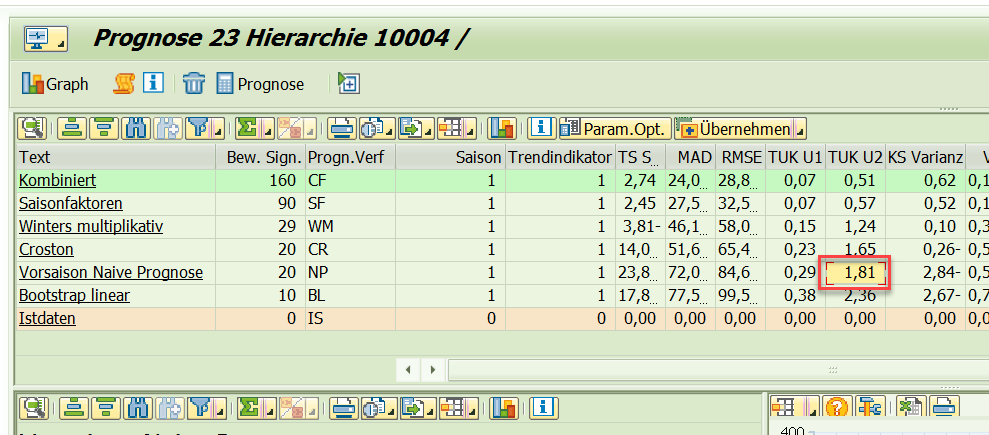 Prognose 23 Hierarchie 10004 /
Graph Prognose
Param.Opt. Übernehmen
Text Bew. Sign. Progn.Verf Saison Trendindikator TS S... MAD RMSE TUK U1 TUK U2 KS Varianz V
Kombiniert 160 CF 1 1 2,74 24,0... 28,8... 0,07 0,51 0,62 0,1
Saisonfaktoren 90 SF 1 1 2,45 27,5... 32,5... 0,07 0,57 0,52 0,1
Winters multiplikativ 29 WM 1 1 3,81- 46,1... 58,0... 0,15 1,24 0,10 0,3
Croston 20 CR 1 1 14,0... 51,6... 65,4... 0,23 1,65 0,26- 0,5
Vorsaison Naive Prognose 20 NP 1 1 23,8... 72,0... 84,6... 0,29 1,81 2,84- 0,5
Bootstrap linear 10 BL 1 1 17,8... 77,5... 99,5... 0,38 2,36 2,67- 0,7
Istdaten 0 IS 0 0 0,00 0,00 0,00 0,00 0,00 0,00 0,0
400